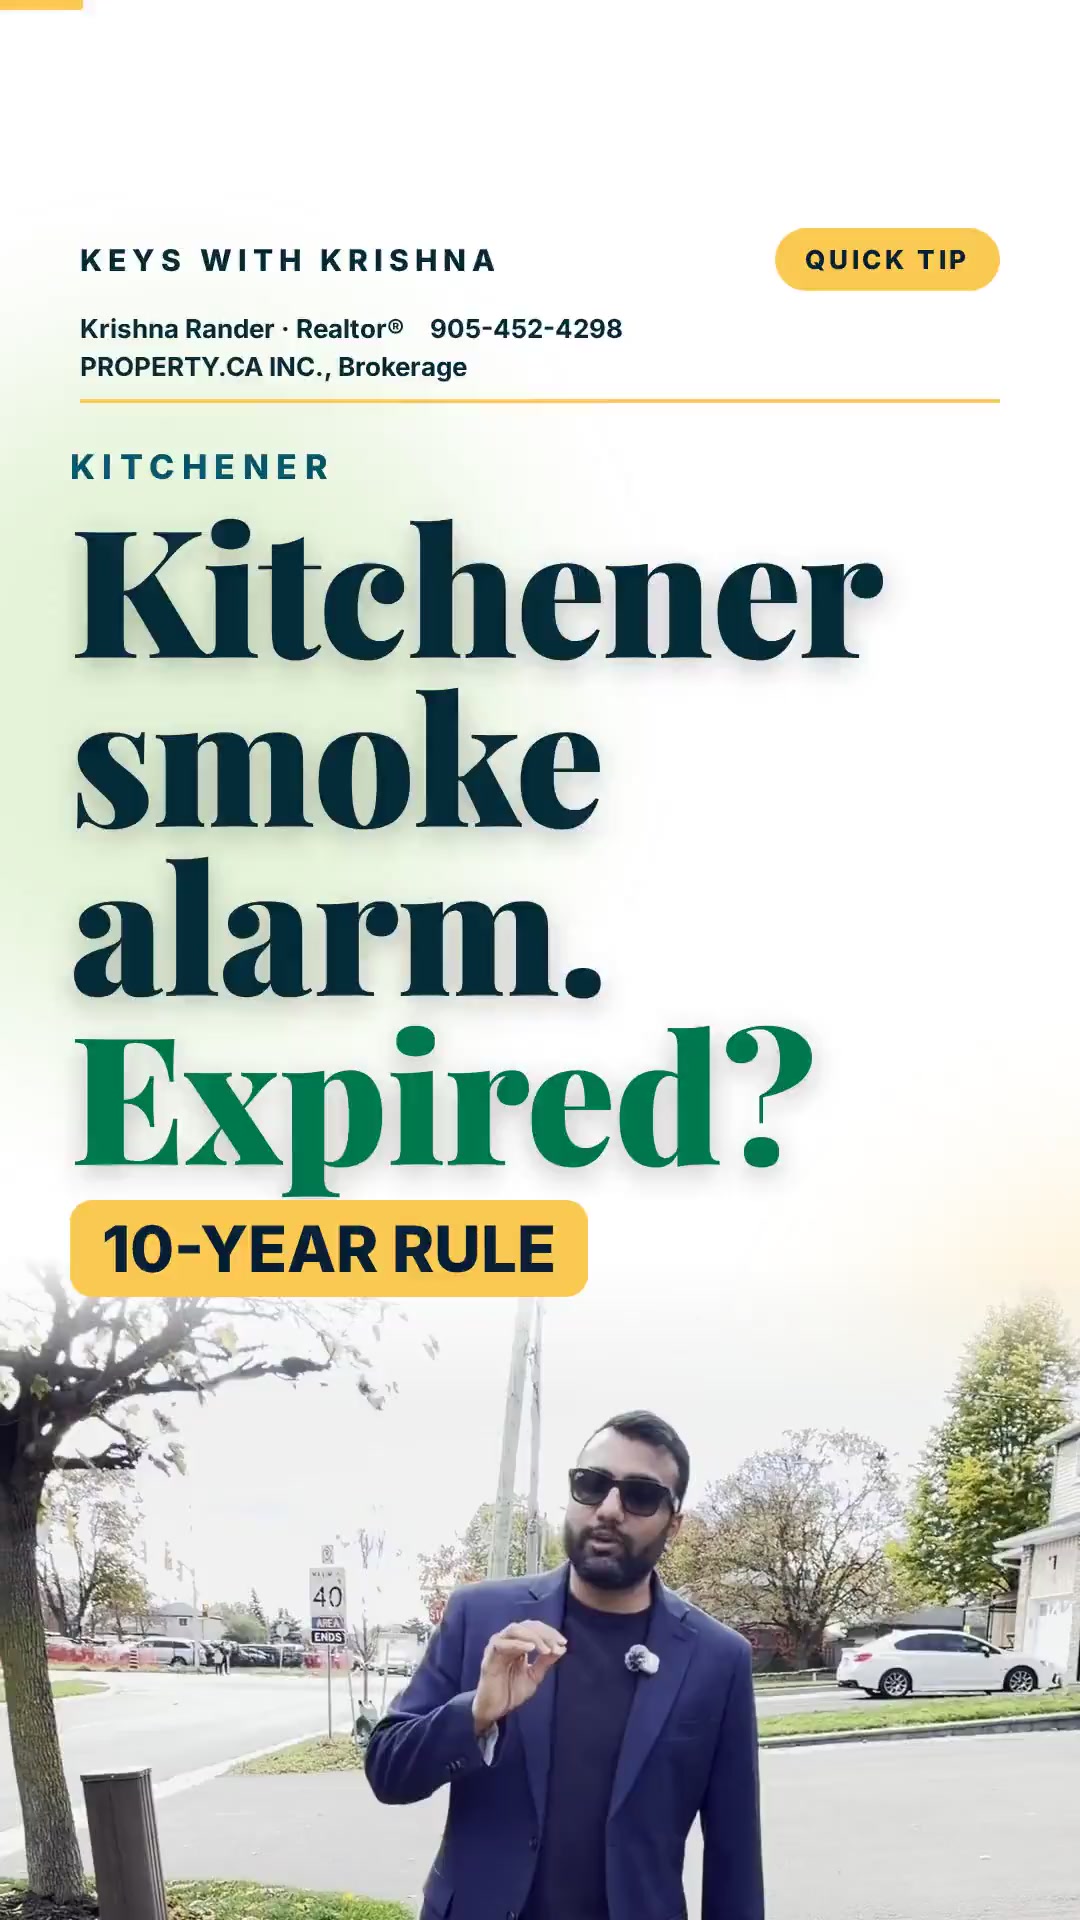 KEYS WITH KRISHNA
QUICK TIP
Krishna Rander · Realtor® 905-452-4298
PROPERTY.CA INC., Brokerage
KITCHENER
Kitchener
smoke
alarm.
Expired?
10-YEAR RULE
40
AREA
ENDS